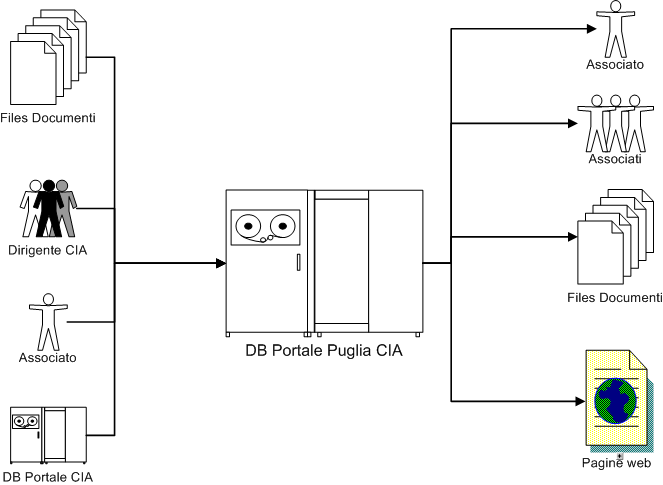 Files Documenti
Dirigente CIA
Associato
DB Portale CIA
DB Portale Puglia CIA
Associato
Associati
Files Documenti
Pagine web